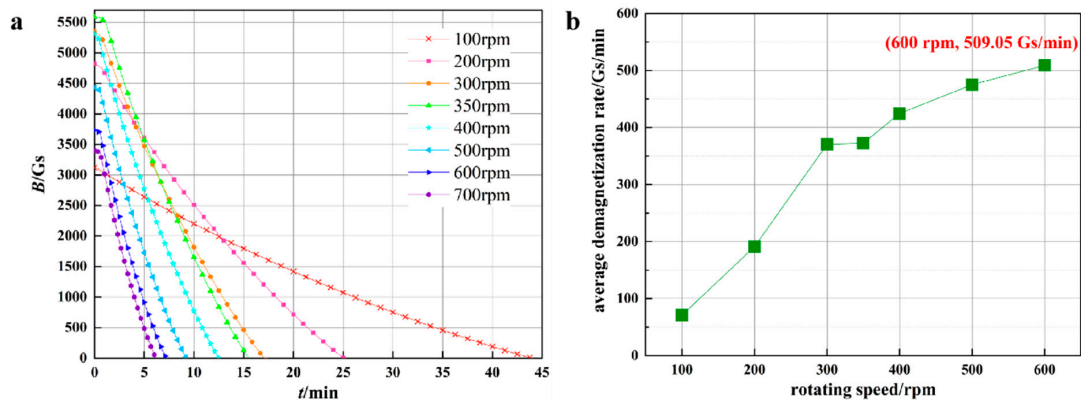 a
5500
5000
4500
4000
3500
3000
2500
2000
1500
1000
500
0
B/Gs
0 5 10 15 20 25 30 35 40 45
t/min
100rpm
200rpm
300rpm
350rpm
400rpm
500rpm
600rpm
700rpm
b
600
500
400
300
200
100
0
average demagnetization rate/Gs/min
(600 rpm, 509.05 Gs/min)
100 200 300 400 500 600
rotating speed/rpm